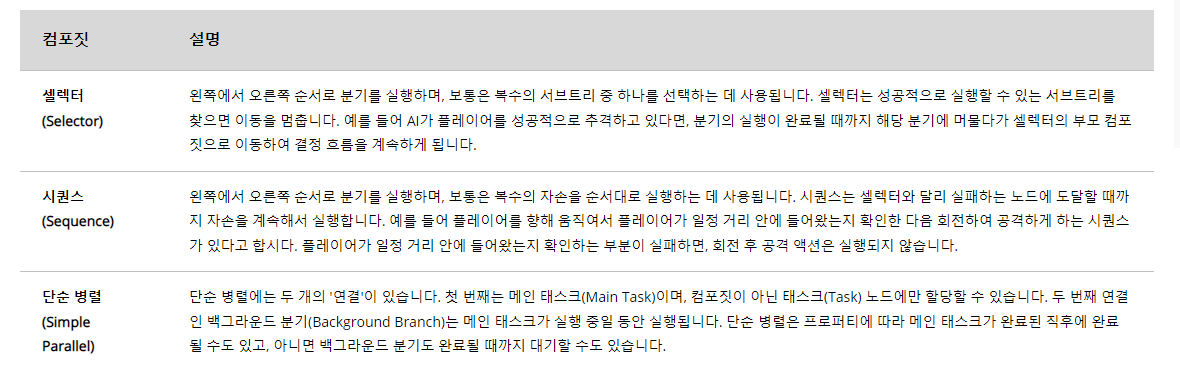 컴포짓 설명
셀렉터
(Selector)
왼쪽에서 오른쪽 순서로 분기를 실행하며, 보통은 복수의 서브트리 중 하나를 선택하는 데 사용됩니다. 셀렉터는 성공적으로 실행할 수 있는 서브트리를
찾으면 이동을 멈춥니다. 예를 들어 AI가 플레이어를 성공적으로 추격하고 있다면, 분기의 실행이 완료될 때까지 해당 분기에 머물다가 셀렉터의 부모 컴포
짓으로 이동하여 결정 흐름을 계속하게 됩니다.
시퀀스
(Sequence)
왼쪽에서 오른쪽 순서로 분기를 실행하며, 보통은 복수의 자손을 순서대로 실행하는 데 사용됩니다. 시퀀스는 셀렉터와 달리 실패하는 노드에 도달할 때까
지 자손을 계속해서 실행합니다. 예를 들어 플레이어를 향해 움직여서 플레이어가 일정 거리 안에 들어왔는지 확인한 다음 회전하여 공격하게 하는 시퀀스
가 있다고 합시다. 플레이어가 일정 거리 안에 들어왔는지 확인하는 부분이 실패하면, 회전 후 공격 액션은 실행되지 않습니다.
단순 병렬
(Simple
Parallel)
단순 병렬에는 두 개의 '연결'이 있습니다. 첫 번째는 메인 태스크(Main Task)이며, 컴포짓이 아닌 태스크(Task) 노드에만 할당할 수 있습니다. 두 번째 연결
인 백그라운드 분기(Background Branch)는 메인 태스크가 실행 중일 동안 실행됩니다. 단순 병렬은 프로퍼티에 따라 메인 태스크가 완료된 직후에 완료
될 수도 있고, 아니면 백그라운드 분기도 완료될 때까지 대기할 수도 있습니다.